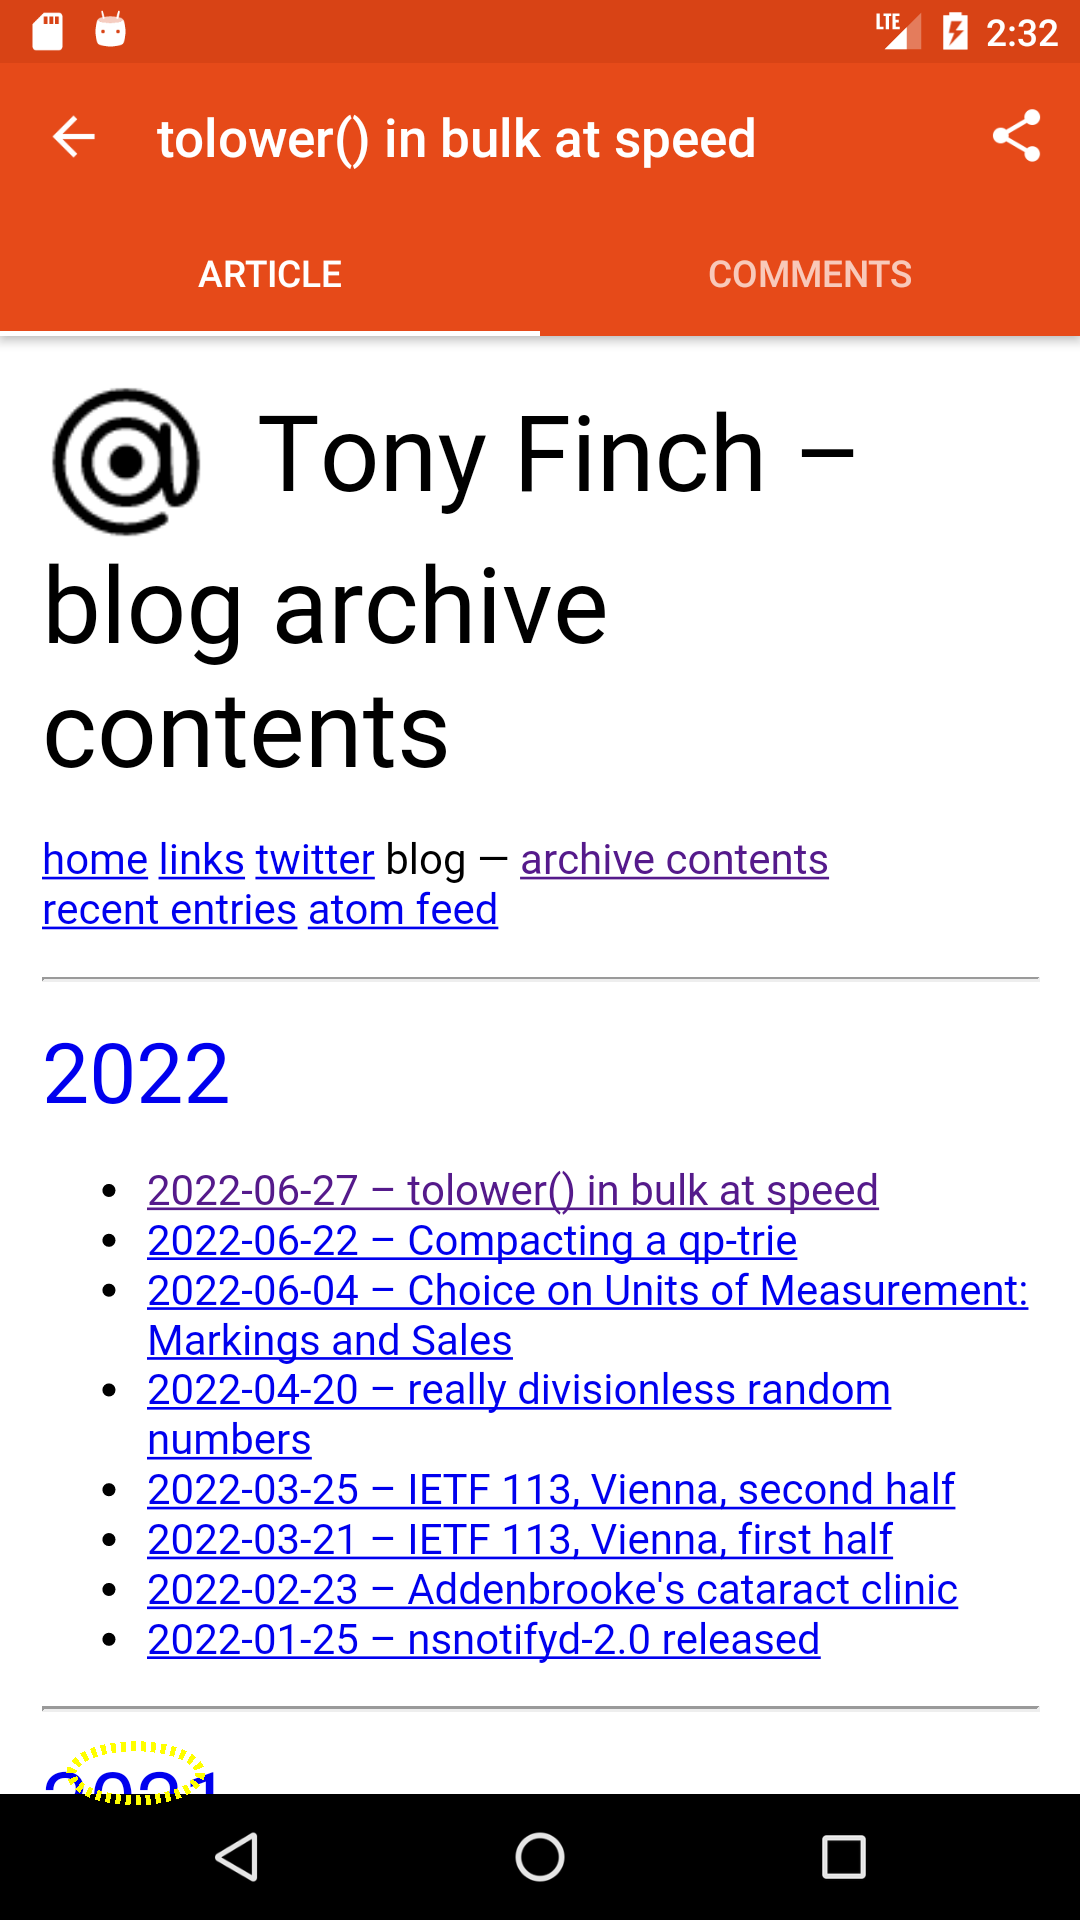 LTE 2:32
tolower() in bulk at speed
ARTICLE COMMENTS
Tony Finch –
blog archive
contents
home links twitter blog — archive contents
recent entries atom feed
2022
2022-06-27 – tolower() in bulk at speed
2022-06-22 – Compacting a qp-trie
2022-06-04 – Choice on Units of Measurement:
Markings and Sales
2022-04-20 – really divisionless random
numbers
2022-03-25 – IETF 113, Vienna, second half
2022-03-21 – IETF 113, Vienna, first half
2022-02-23 – Addenbrooke's cataract clinic
2022-01-25 – nsnotifyd-2.0 released
2021